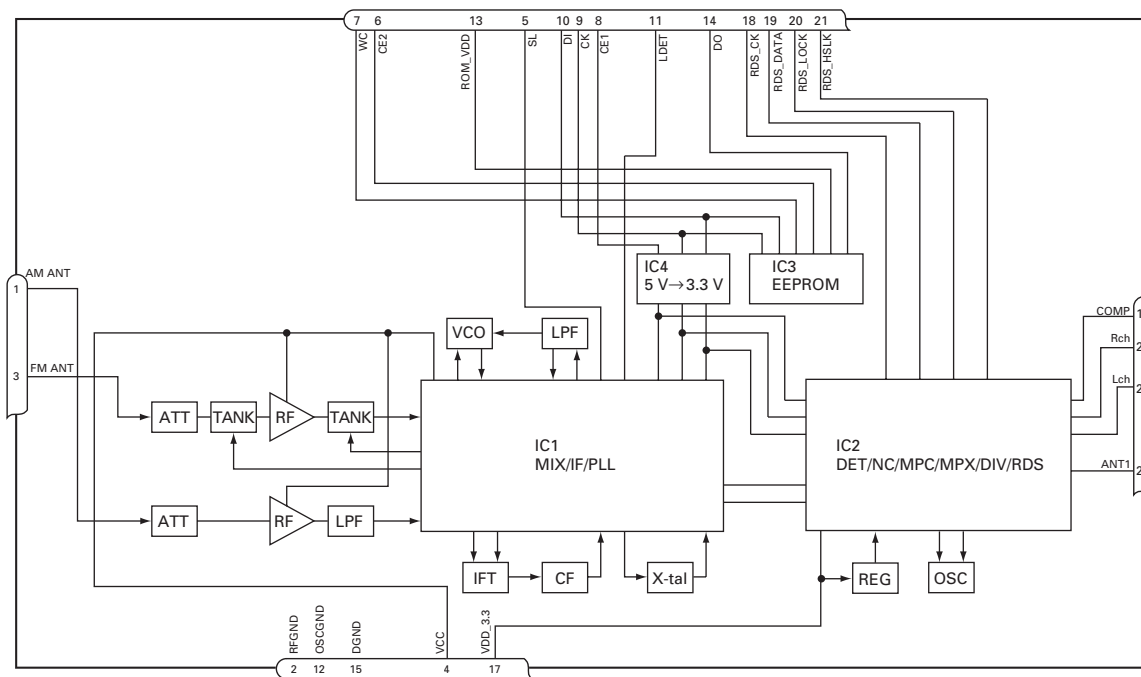 7 6 13 5 10 9 8 11 14 18 19 20 21
WC
CE2
ROM_VDD
SL
DI
CK
CE1
LDET
DO
RDS_CK
RDS_DATA
RDS_LOCK
RDS_HSLK
AM ANT
1
FM ANT
3
IC4
5 V→3.3 V
IC3
EEPROM
VCO
LPF
COMP
1
Rch
2
Lch
2
ANT1
2
ATT
TANK
RF
TANK
IC1
MIX/IF/PLL
IC2
DET/NC/MPC/MPX/DIV/RDS
ATT
RF
LPF
IFT
CF
X-tal
REG
OSC
RFGND
OSCGND
DGND
VCC
VDD_3.3
2 12 15 4 17